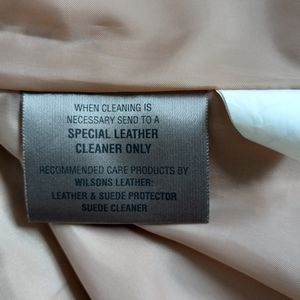 WHEN CLEANING IS
NECESSARY SEND TO A
SPECIAL LEATHER
CLEANER ONLY
RECOMMENDED CARE PRODUCTS BY
WILSONS LEATHER:
LEATHER & SUEDE PROTECTOR
SUEDE CLEANER